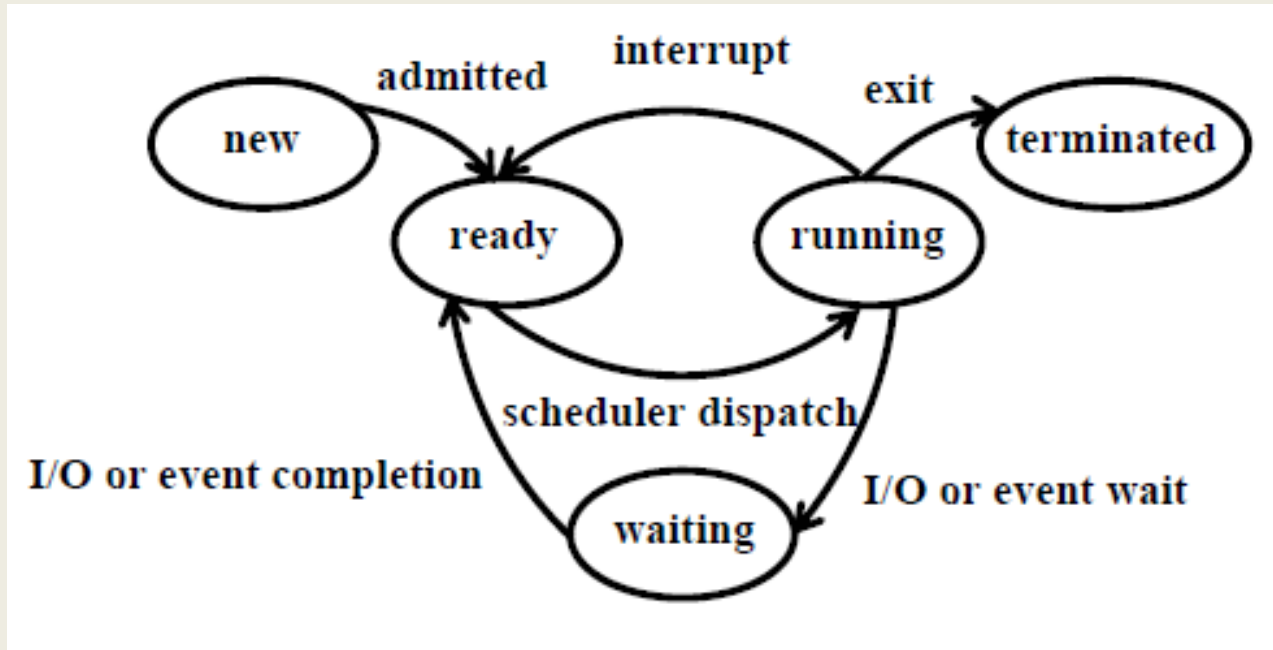 interrupt
admitted
exit
new
terminated
ready
running
scheduler dispatch
I/O or event completion
I/O or event wait
waiting